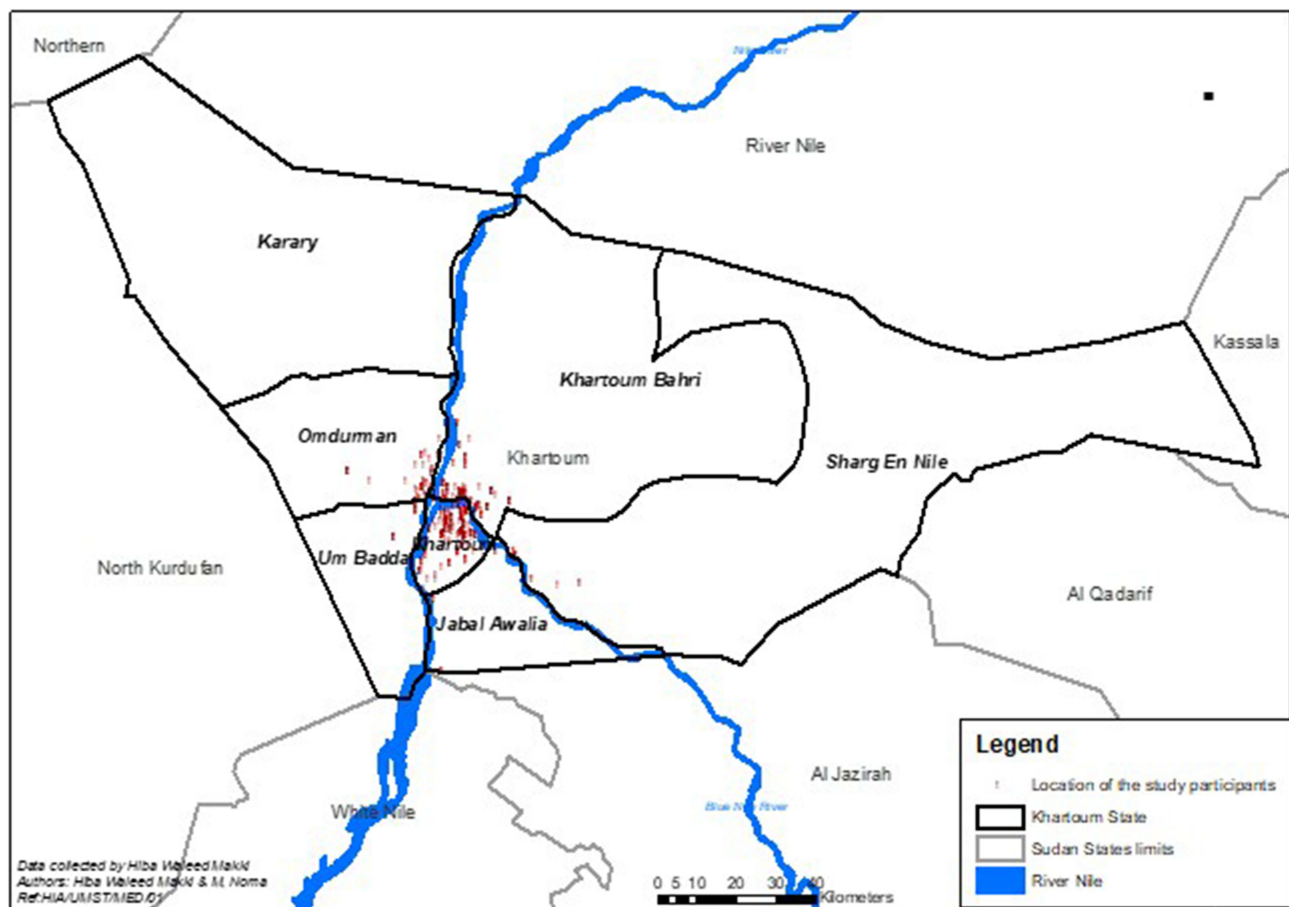 Northern
Nile River
River Nile
Karary
Kassala
Khartoum Bahri
Omdurman
Khartoum
Sharg En Nile
Khartoum
Um Badda
North Kurdufan
Al Qadarif
Jabal Awalia
Al Jazirah
White Nile
Blue Nile River
Legend
Location of the study participants
Khartoum State
Sudan States limits
River Nile
Data collected by Hiba Waleed Makki
Authors: Hiba Waleed Makki & M. Noma
Ref:HIA/UMST/MED/01
0 5 10 20 30 40
Kilometers